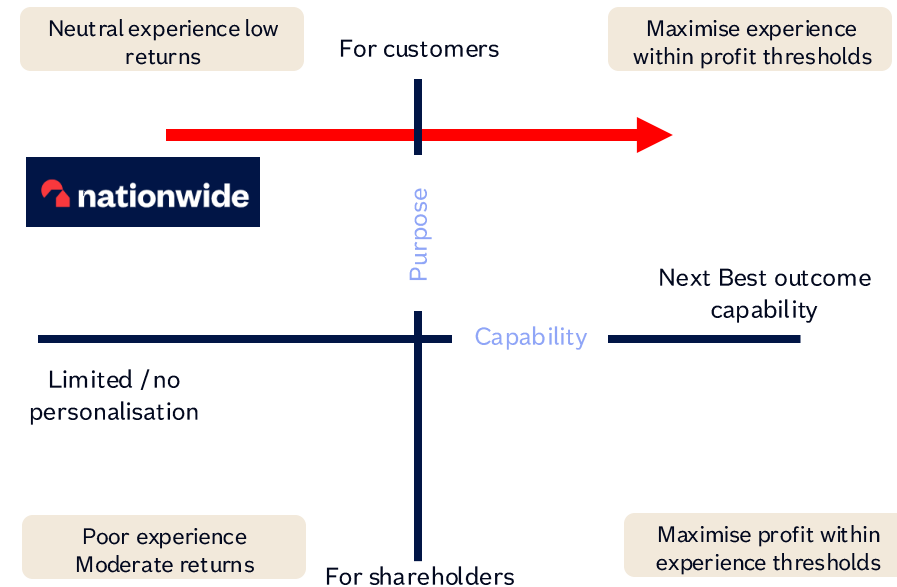 Neutral experience low
returns
For customers
Maximise experience
within profit thresholds
nationwide
Purpose
Next Best outcome
capability
Capability
Limited /no
personalisation
Poor experience
Moderate returns
For shareholders
Maximise profit within
experience thresholds